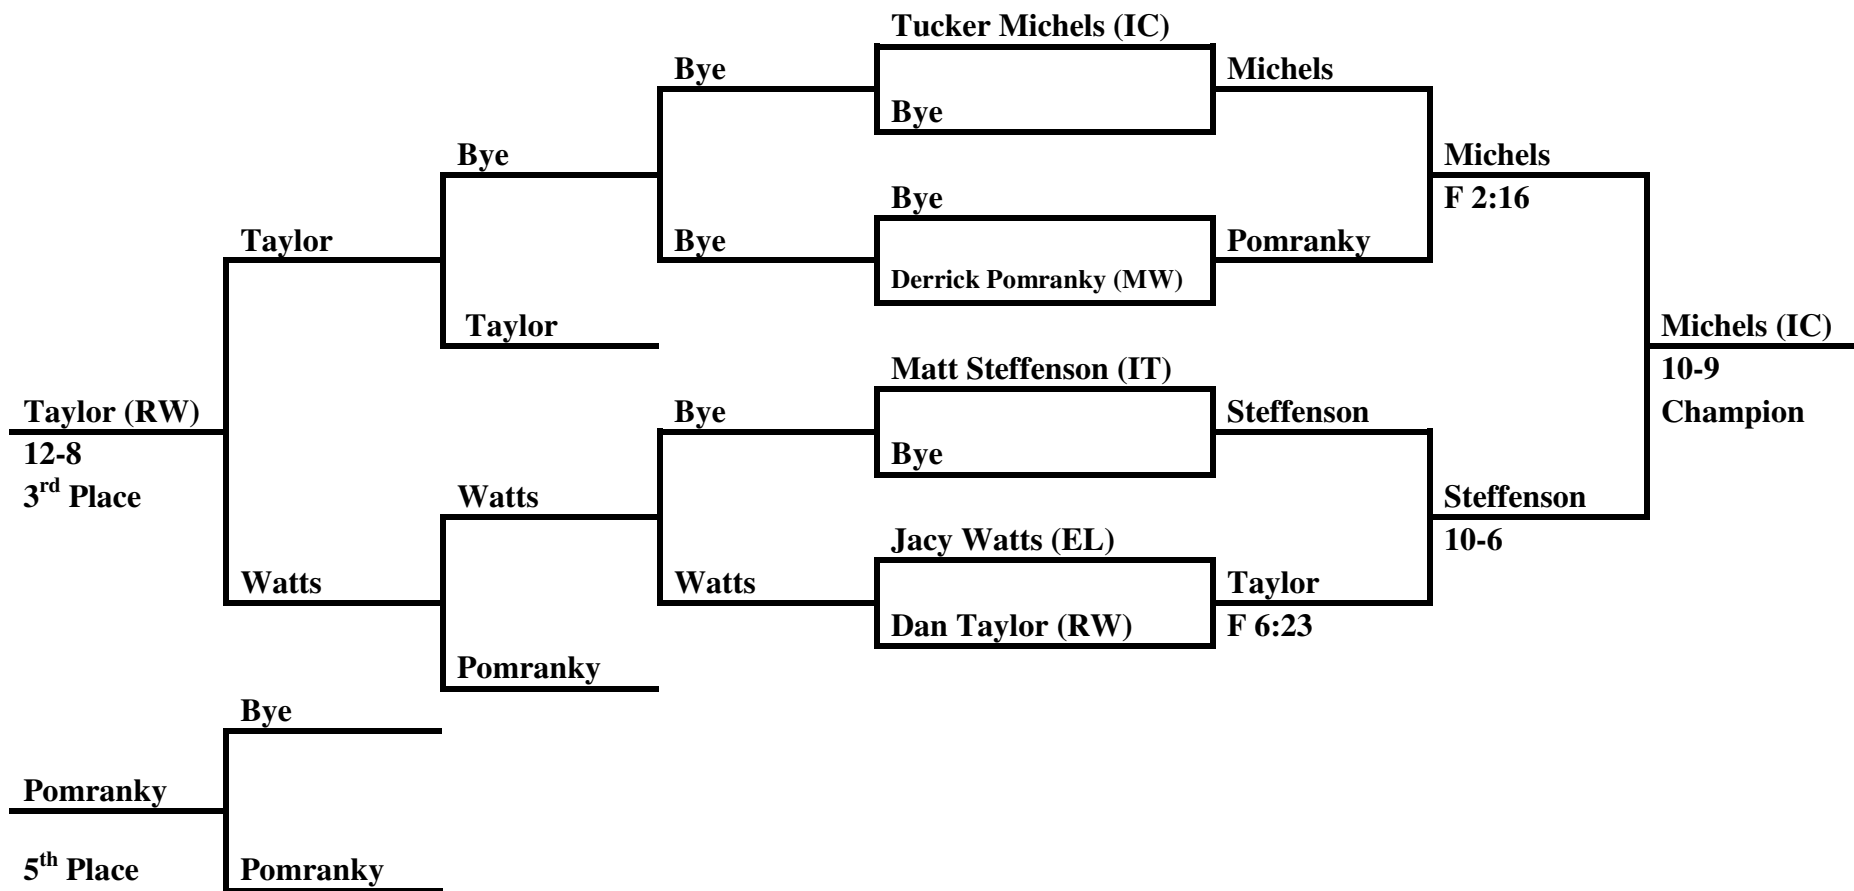 Tucker Michels (IC)
Bye Michels
Bye
Bye Michels
Bye F 2:16
Taylor Bye Pomranky
Derrick Pomranky (MW)
Taylor Michels (IC)
Matt Steffenson (IT) 10-9
Taylor (RW) Bye Steffenson Champion
12-8 Bye
3rd Place Watts Steffenson
Jacy Watts (EL) 10-6
Watts Watts Taylor
Dan Taylor (RW) F 6:23
Pomranky
Bye
Pomranky
5th Place Pomranky